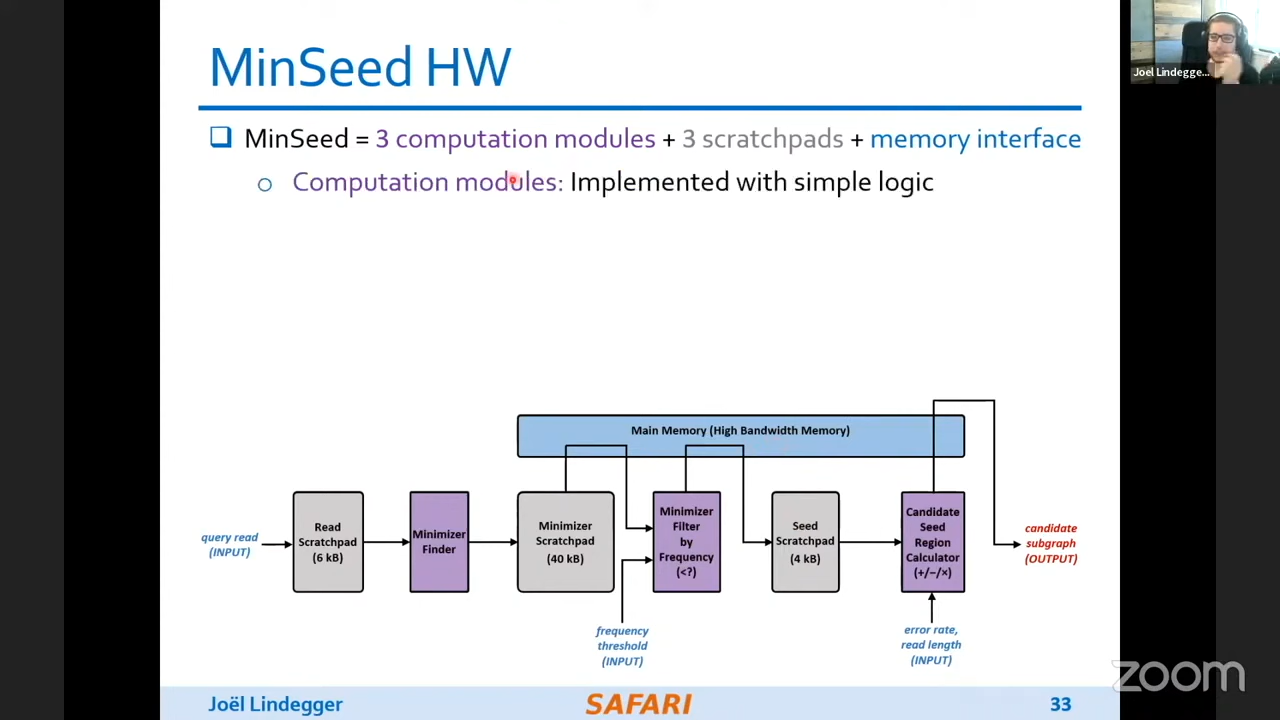 MinSeed HW
❑ MinSeed = 3 computation modules + 3 scratchpads + memory interface
o Computation modules: Implemented with simple logic
Joel Lindegge...
Main Memory (High Bandwidth Memory)
query read
(INPUT)
Read
Scratchpad
(6 kB)
Minimizer
Finder
Minimizer
Scratchpad
(40 kB)
Minimizer
Filter
by
Frequency
(<?)
Seed
Scratchpad
(4 kB)
Candidate
Seed
Region
Calculator
(+/−/×)
candidate
subgraph
(OUTPUT)
frequency
threshold
(INPUT)
error rate,
read length
(INPUT)
zoom
Joël Lindegger
SAFARI
33